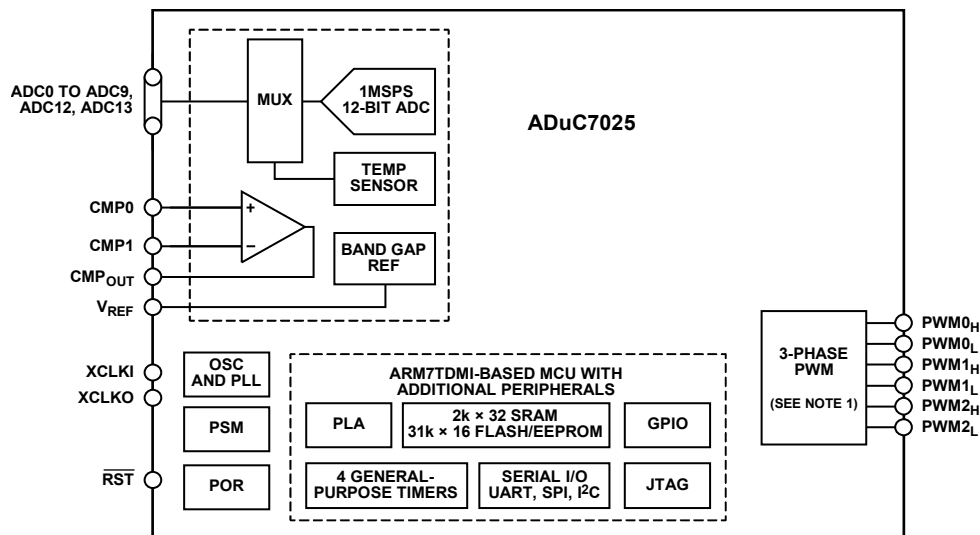 ADC0 TO ADC9,
ADC12, ADC13
MUX
1MSPS
12-BIT ADC
ADuC7025
TEMP
SENSOR
CMP0
+
CMP1
−
CMPOUT
BAND GAP
REF
VREF
XCLKI
XCLKO
OSC
AND PLL
PSM
RST
POR
ARM7TDMI-BASED MCU WITH
ADDITIONAL PERIPHERALS
PLA
2k × 32 SRAM
31k × 16 FLASH/EEPROM
GPIO
4 GENERAL-
PURPOSE TIMERS
SERIAL I/O
UART, SPI, I2C
JTAG
3-PHASE
PWM
(SEE NOTE 1)
PWM0H
PWM0L
PWM1H
PWM1L
PWM2H
PWM2L